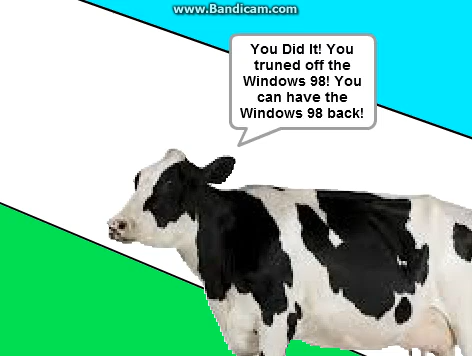 www.Bandicam.com
You Did It! You
truned off the
Windows 98! You
can have the
Windows 98 back!